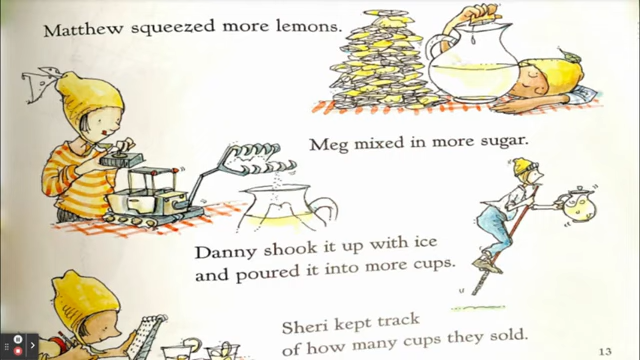 Matthew squeezed more lemons.
Meg mixed in more sugar.
Danny shook it up with ice
and poured it into more cups.
Sheri kept track
of how many cups they sold.
13